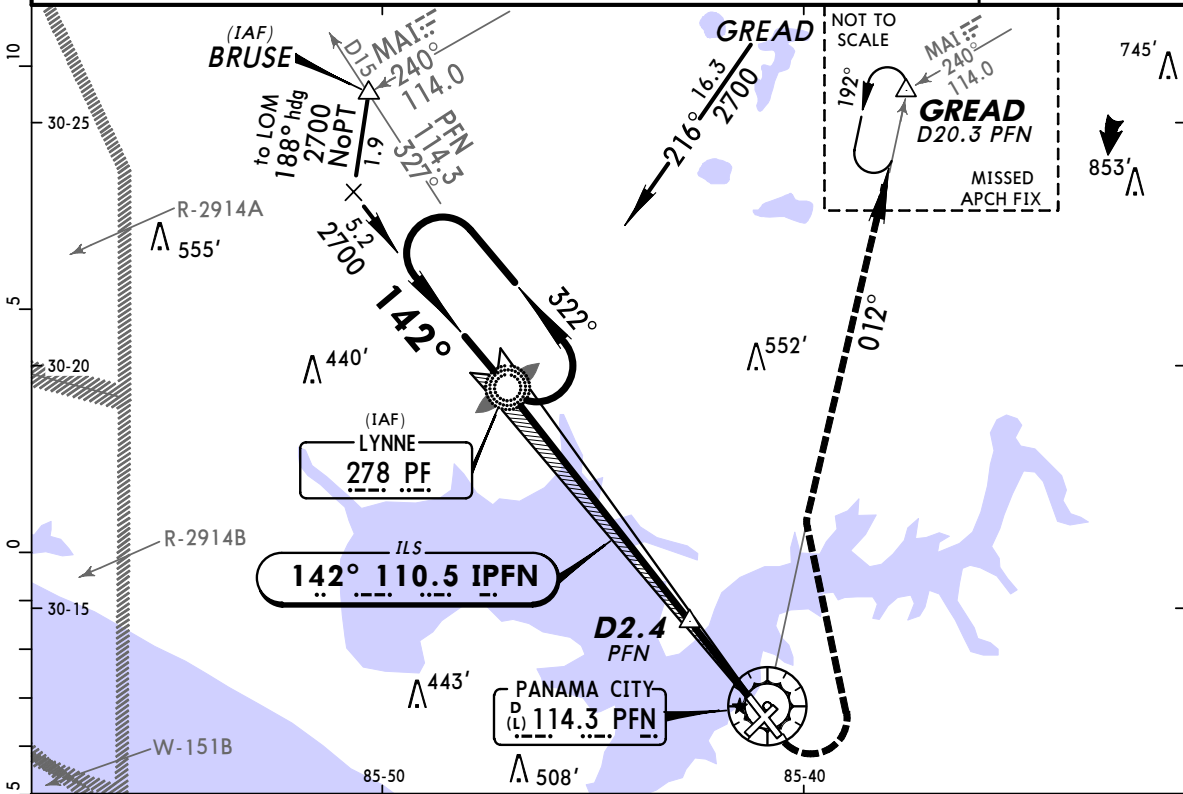 (IAF)
BRUSE
D15
MAI
240°
114.0
PFN
114.3
327°
to LOM
188° hdg
2700
NoPT
1.9
5.2
2700
GREAD
216° 16.3
2700
NOT TO
SCALE
192°
MAI
240°
114.0
GREAD
D20.3 PFN
MISSED
APCH FIX
745'
853'
10
30-25
R-2914A
555'
5
142°
322°
012°
552'
30-20
440'
(IAF)
LYNNE
278 PF
R-2914B
0
ILS
142° 110.5 IPFN
30-15
D2.4
PFN
443'
PANAMA CITY
D
(L) 114.3 PFN
W-151B
508'
5
85-50
85-40